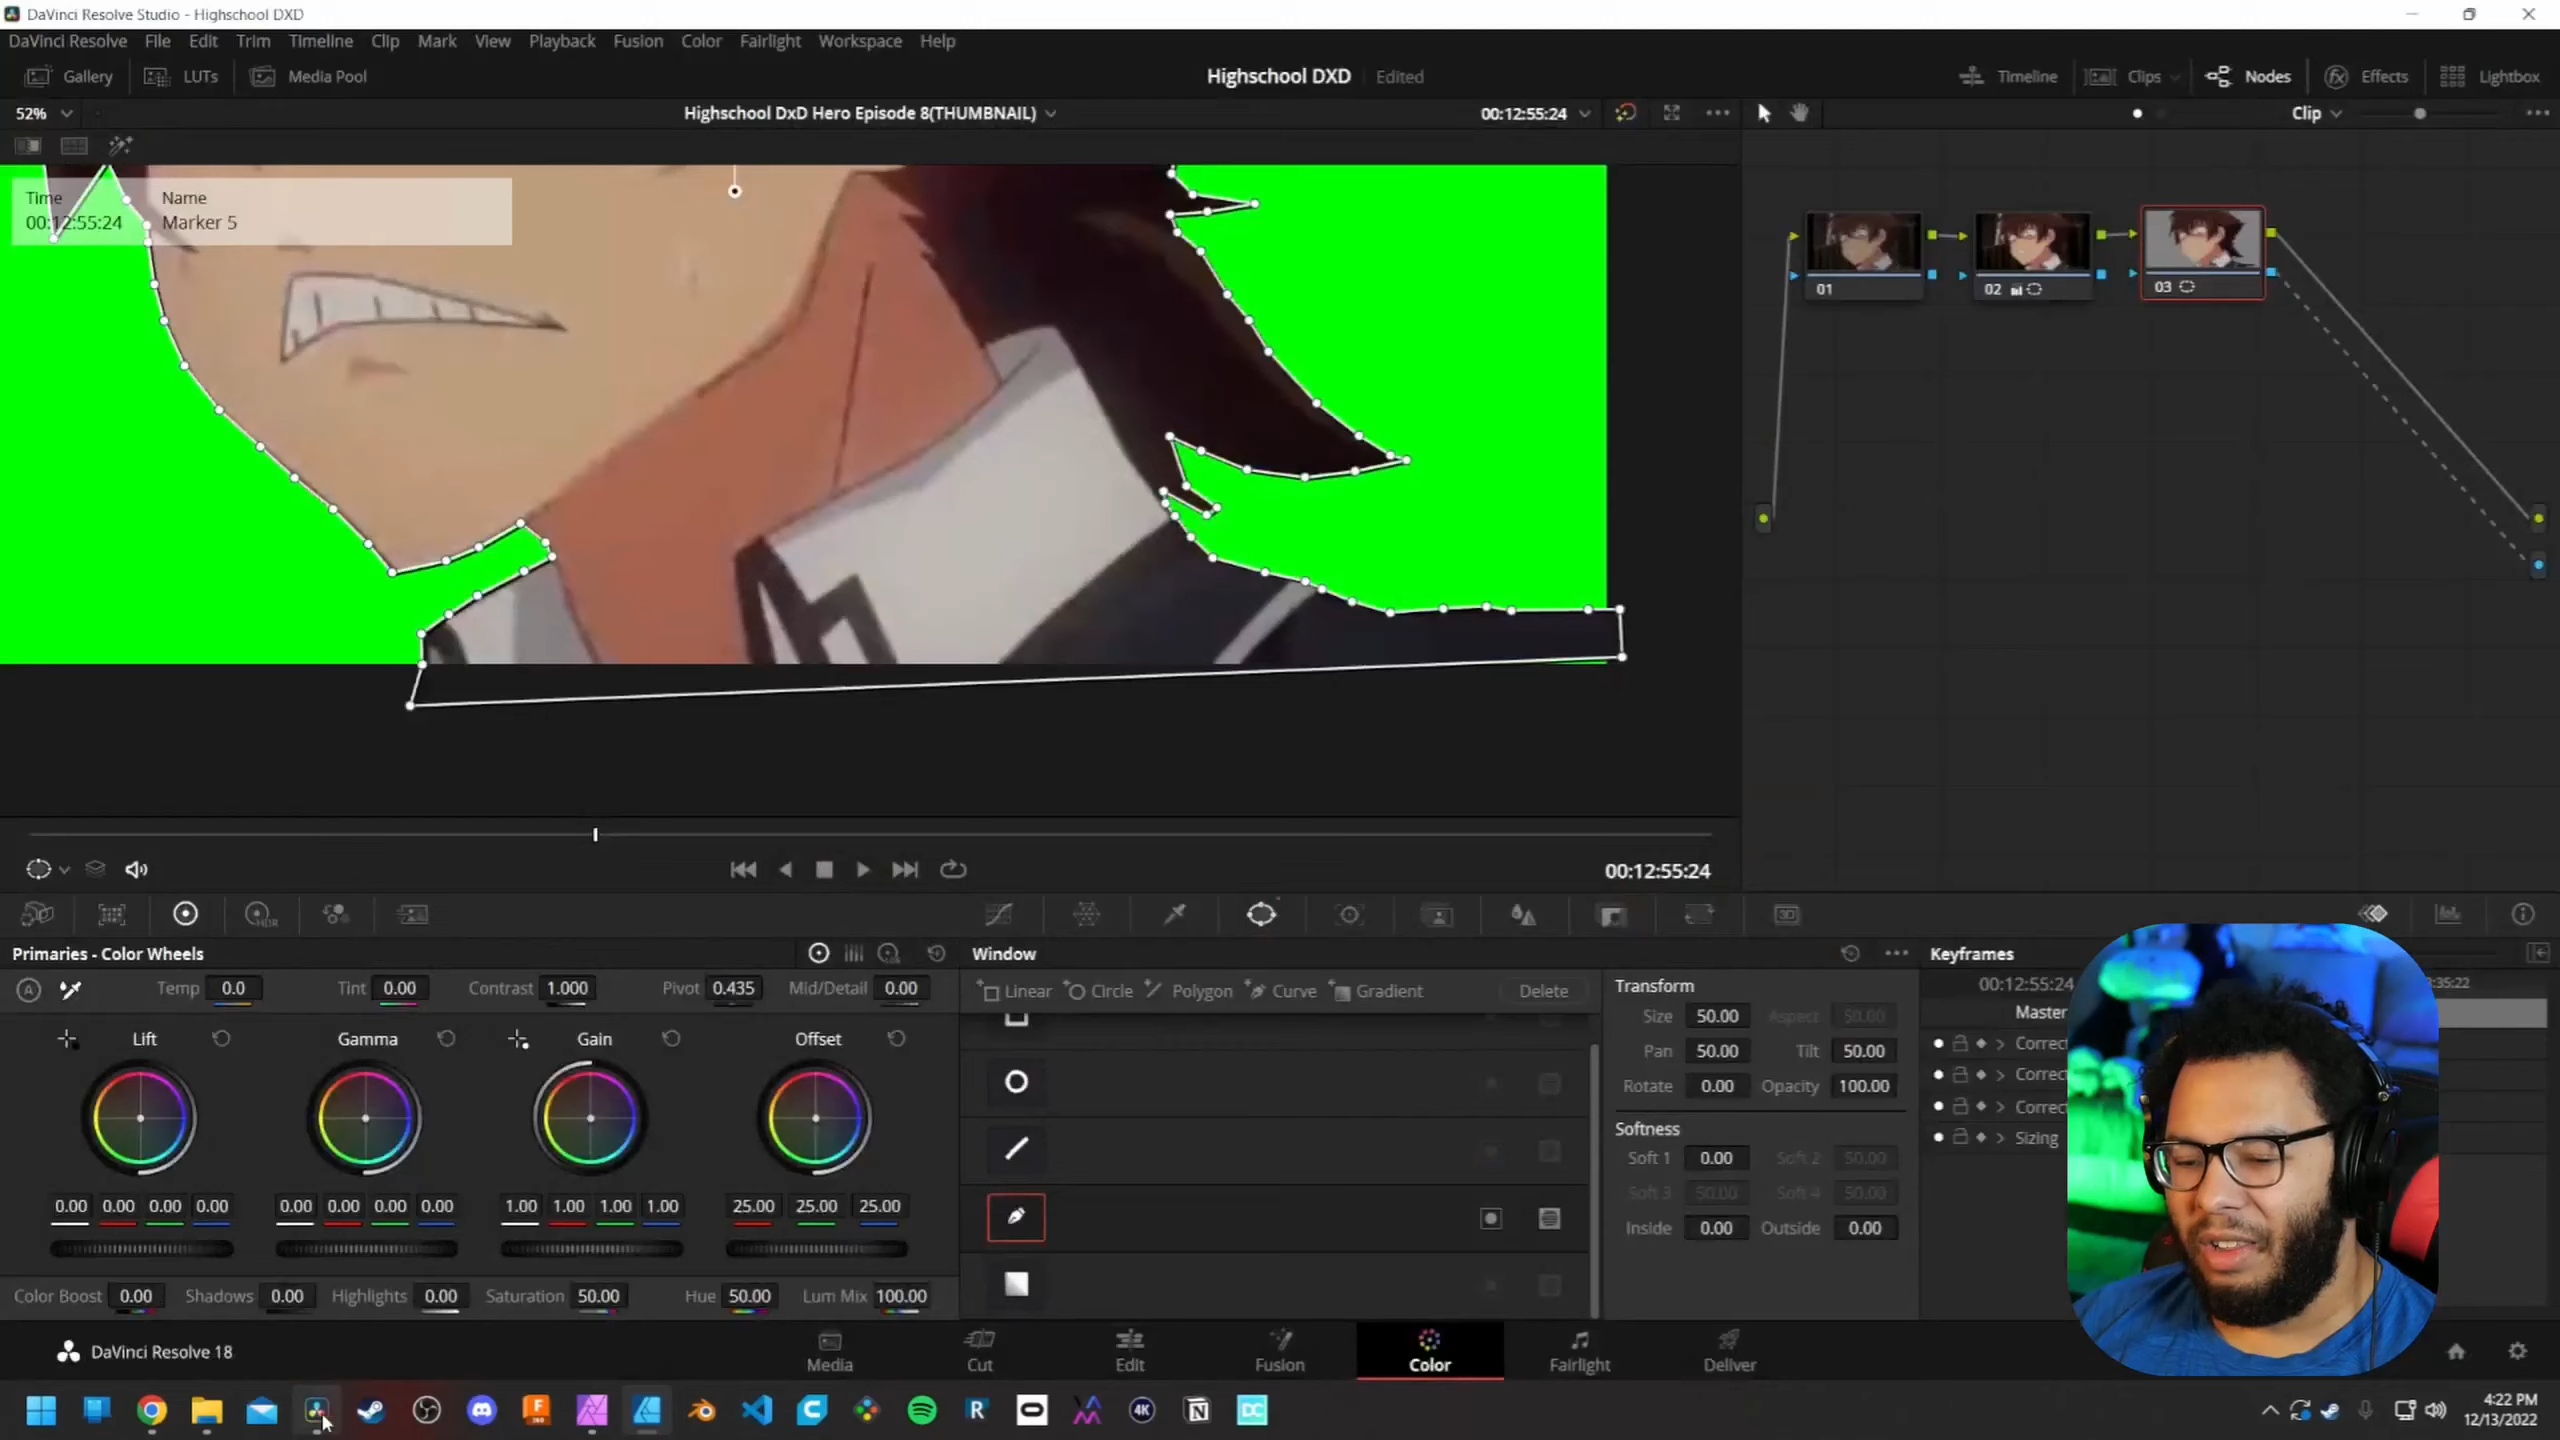 DaVinci Resolve Studio - Highschool DXD
DaVinci Resolve File Edit Trim Timeline Clip Mark View Playback Fusion Color Fairlight Workspace Help
Gallery LUTs Media Pool Highschool DXD Edited Timeline Clips Nodes Effects Lightbox
52% Highschool DxD Hero Episode 8(THUMBNAIL) 00:12:55:24 Clip
Time Name
00:12:55:24 Marker 5
01 02 03
00:12:55:24
HDR
3D
Primaries - Color Wheels Window Keyframes
A Temp 0.0 Tint 0.00 Contrast 1.000 Pivot 0.435 Mid/Detail 0.00
Linear Circle Polygon Curve Gradient Delete
Transform
00:12:55:24 :35:22
Lift Gamma Gain Offset
Size 50.00 Aspect 50.00
Master
Pan 50.00 Tilt 50.00
Correct
Rotate 0.00 Opacity 100.00
Correct
Correct
Softness
Sizing
Soft 1 0.00 Soft 2 50.00
Soft 3 50.00 Soft 4 50.00
Inside 0.00 Outside 0.00
0.00 0.00 0.00 0.00 0.00 0.00 0.00 0.00 1.00 1.00 1.00 1.00 25.00 25.00 25.00
Color Boost 0.00 Shadows 0.00 Highlights 0.00 Saturation 50.00 Hue 50.00 Lum Mix 100.00
DaVinci Resolve 18 Media Cut Edit Fusion Color Fairlight Deliver
F 360 R 4K N DC
4:22 PM
12/13/2022